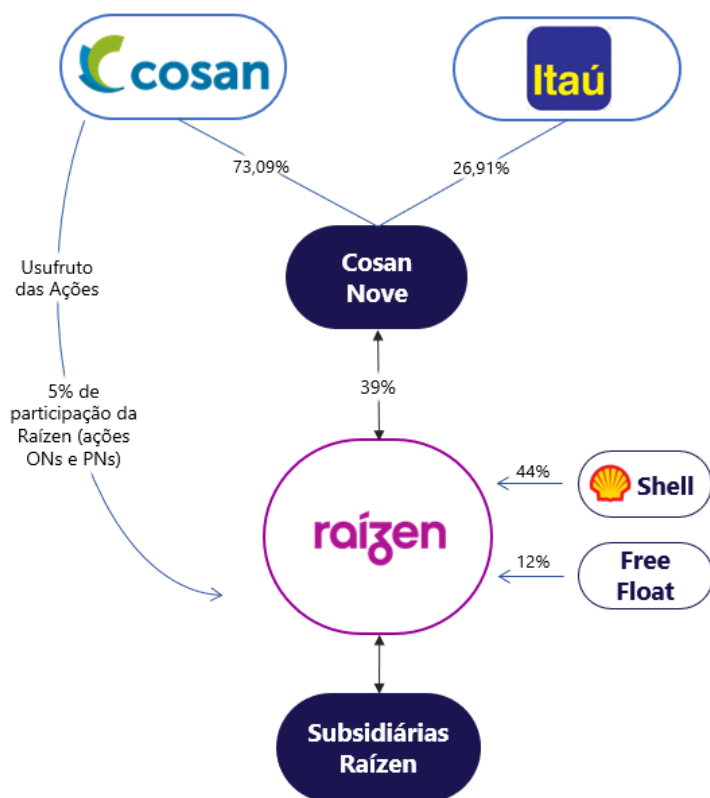 cosan
Itaú
73,09%
26,91%
Cosan
Nove
Usufruto
das Ações
39%
5% de
participação da
Raízen (ações
ONs e PNs)
44%
Shell
raízen
12%
Free
Float
Subsidiárias
Raízen